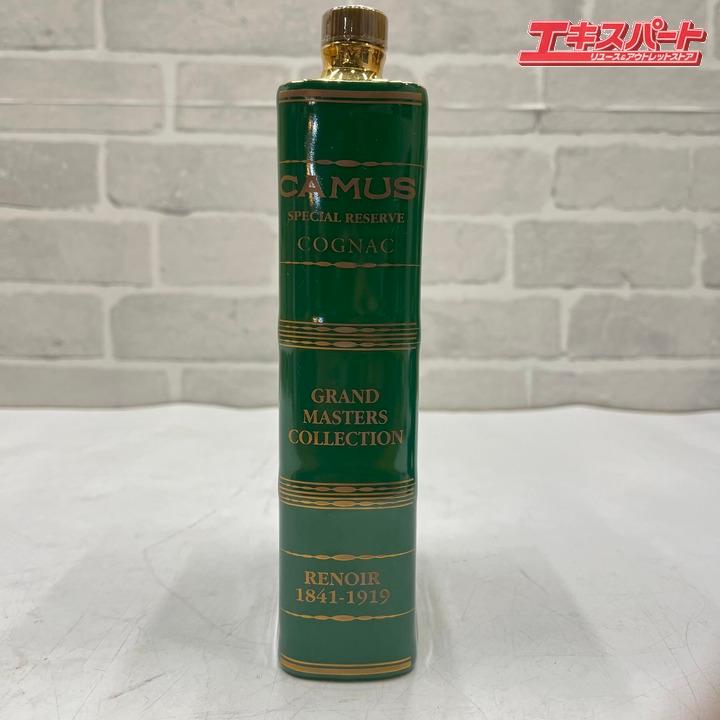 エキスパート
リユース&アウトレットストア
CAMUS
SPECIAL RESERVE
COGNAC
GRAND
MASTERS
COLLECTION
RENOIR
1841-1919